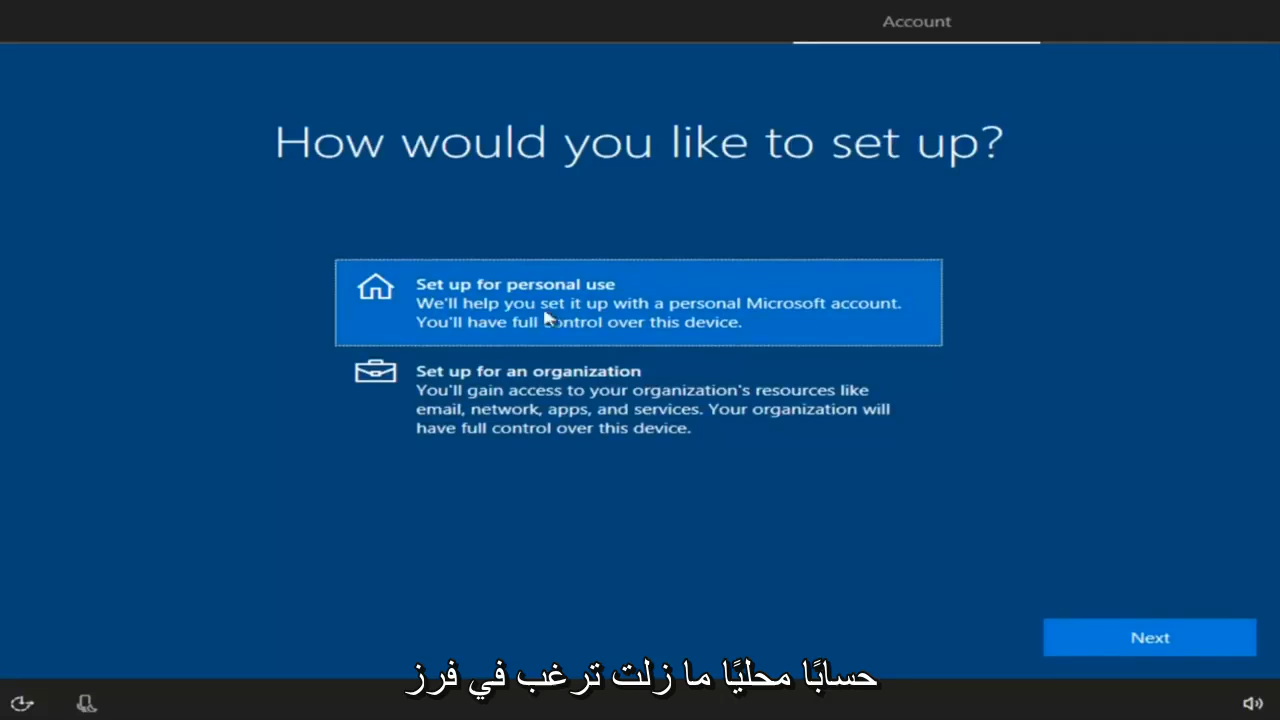 Account
How would you like to set up?
Set up for personal use
We'll help you set it up with a personal Microsoft account.
You'll have full control over this device.
Set up for an organization
You'll gain access to your organization's resources like
email, network, apps, and services. Your organization will
have full control over this device.
Next
حسابًا محليًا ما زلت ترغب في فرز